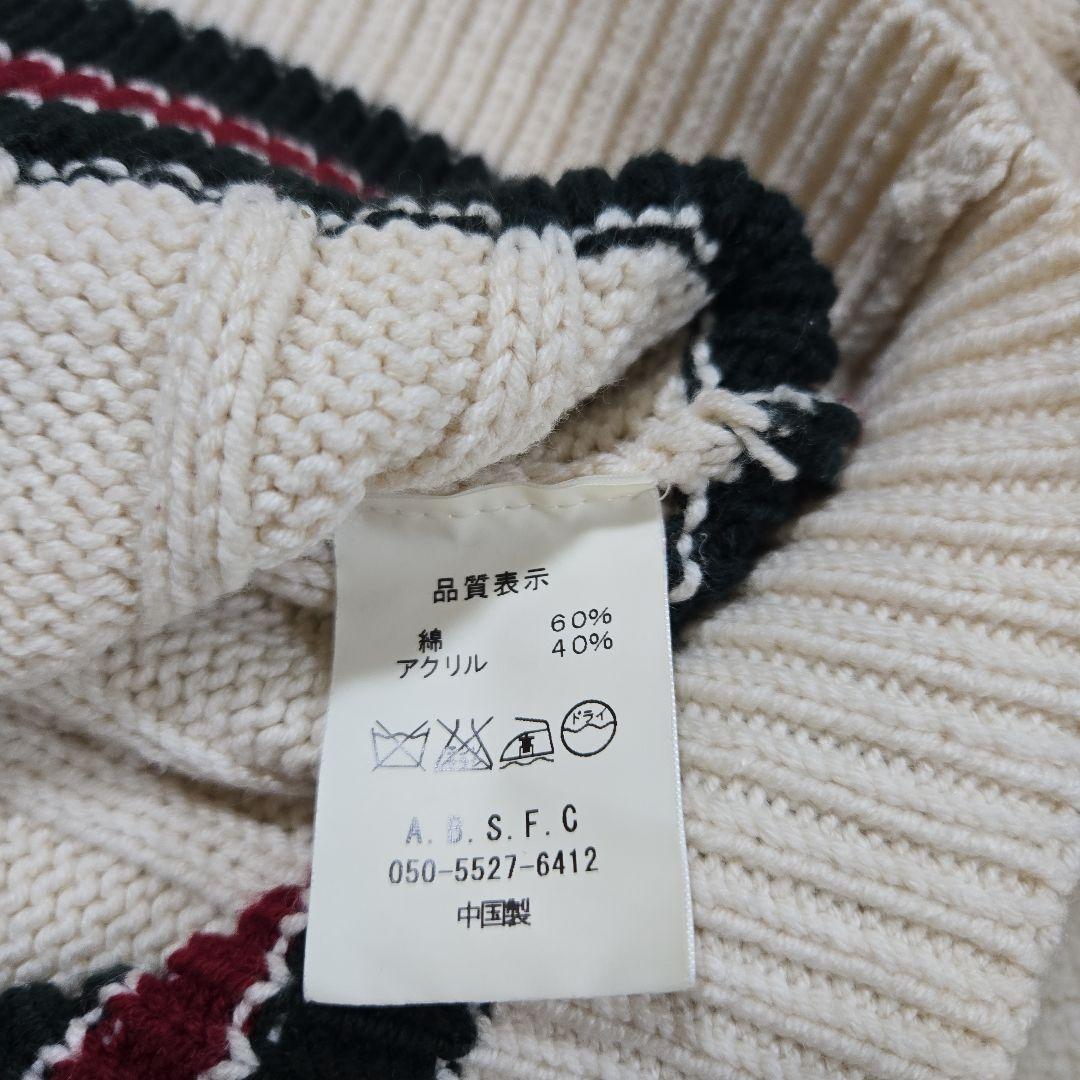 品質表示
綿 60%
アクリル 40%
高 ドライ
A.B.S.F.C
050-5527-6412
中国製